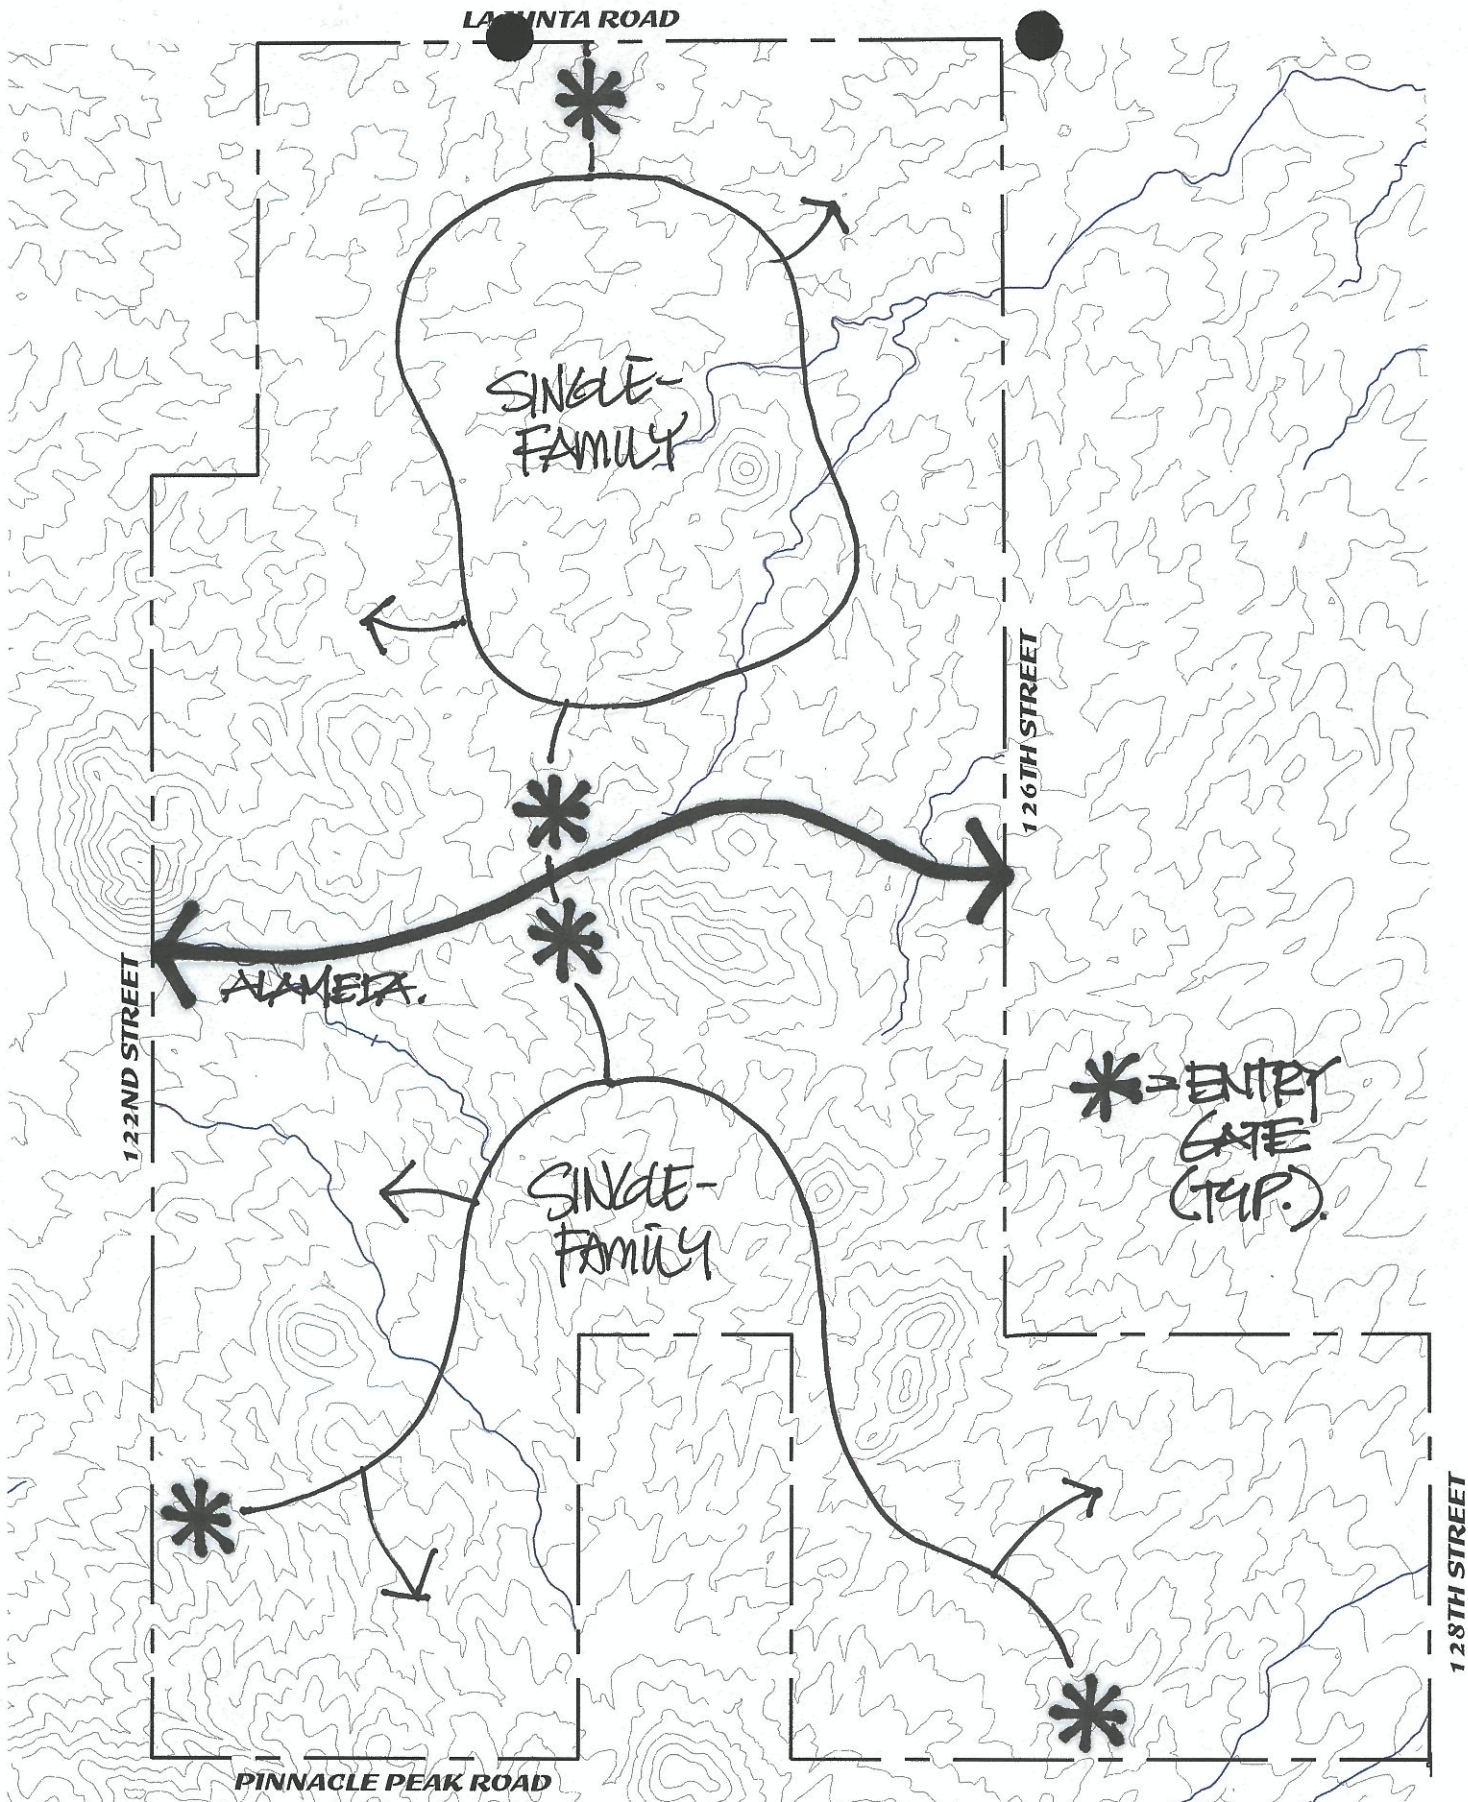 LA JUNTA ROAD
SINGLE-
FAMILY
126TH STREET
ALAMEDA.
122ND STREET
* = ENTRY
GATE
(TYP.).
SINGLE-
FAMILY
128TH STREET
PINNACLE PEAK ROAD